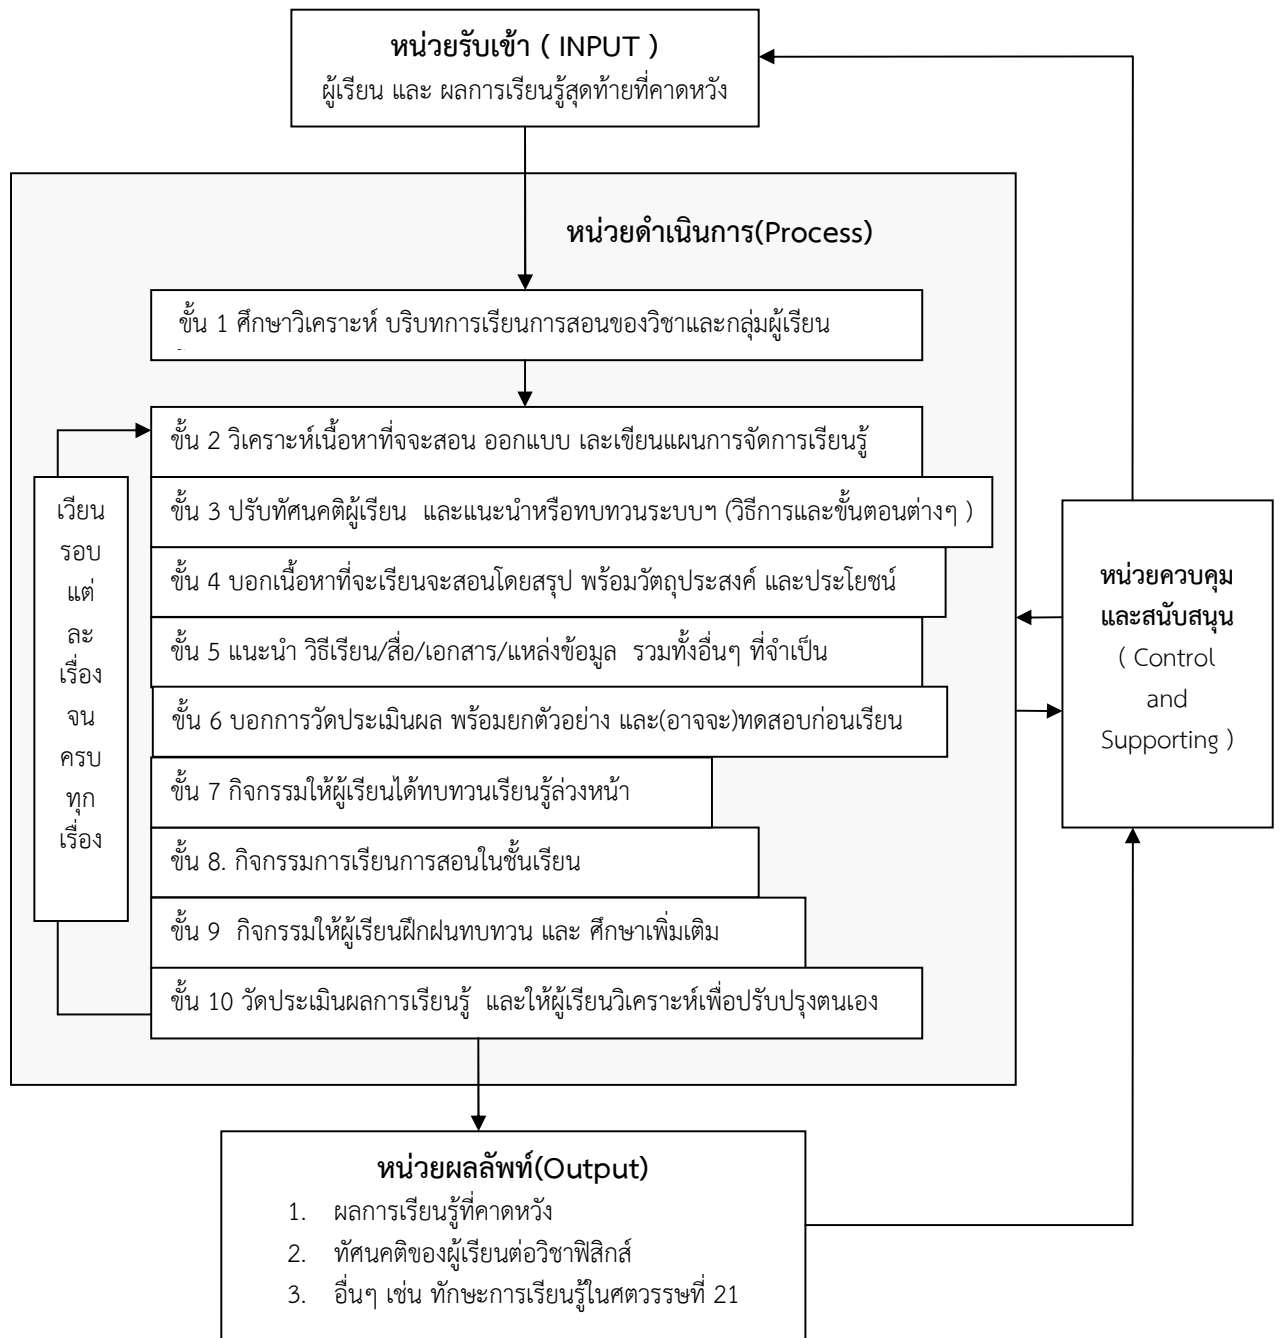 หน่วยรับเข้า ( INPUT )
ผู้เรียน และ ผลการเรียนรู้สุดท้ายที่คาดหวัง
หน่วยดำเนินการ(Process)
ขั้น 1 ศึกษาวิเคราะห์ บริบทการเรียนการสอนของวิชาและกลุ่มผู้เรียน
ขั้น 2 วิเคราะห์เนื้อหาที่จจะสอน ออกแบบ เละเขียนแผนการจัดการเรียนรู้
ขั้น 3 ปรับทัศนคติผู้เรียน และแนะนำหรือทบทวนระบบฯ (วิธีการและขั้นตอนต่างๆ )
ขั้น 4 บอกเนื้อหาที่จะเรียนจะสอนโดยสรุป พร้อมวัตถุประสงค์ และประโยชน์
ขั้น 5 แนะนำ วิธีเรียน/สื่อ/เอกสาร/แหล่งข้อมูล รวมทั้งอื่นๆ ที่จำเป็น
ขั้น 6 บอกการวัดประเมินผล พร้อมยกตัวอย่าง และ(อาจจะ)ทดสอบก่อนเรียน
ขั้น 7 กิจกรรมให้ผู้เรียนได้ทบทวนเรียนรู้ล่วงหน้า
ขั้น 8. กิจกรรมการเรียนการสอนในชั้นเรียน
ขั้น 9 กิจกรรมให้ผู้เรียนฝึกฝนทบทวน และ ศึกษาเพิ่มเติม
ขั้น 10 วัดประเมินผลการเรียนรู้ และให้ผู้เรียนวิเคราะห์เพื่อปรับปรุงตนเอง
เวียน
รอบ
แต่
ละ
เรื่อง
จน
ครบ
ทุก
เรื่อง
หน่วยควบคุม
และสนับสนุน
( Control
and
Supporting )
หน่วยผลลัพท์(Output)
1. ผลการเรียนรู้ที่คาดหวัง
2. ทัศนคติของผู้เรียนต่อวิชาฟิสิกส์
3. อื่นๆ เช่น ทักษะการเรียนรู้ในศตวรรษที่ 21